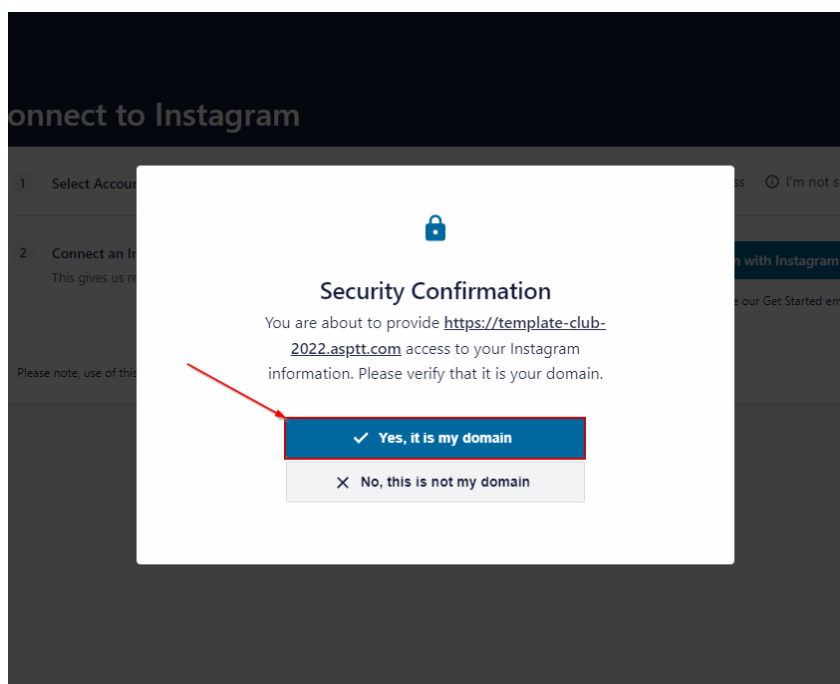 onnect to Instagram
1 Select Accour
ss I'm not s
2 Connect an In
This gives us re
n with Instagram
e our Get Started em
Please note, use of this
Security Confirmation
You are about to provide https://template-club-
2022.asptt.com access to your Instagram
information. Please verify that it is your domain.
Yes, it is my domain
No, this is not my domain